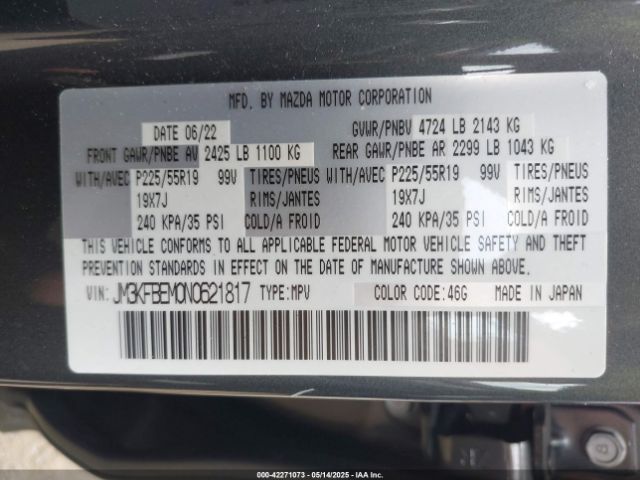 MFD. BY MAZDA MOTOR CORPORATION
DATE 06/22 GVWR/PNBV 4724 LB 2143 KG
FRONT GAWR/PNBE AV 2425 LB 1100 KG REAR GAWR/PNBE AR 2299 LB 1043 KG
WITH/AVEC P225/55R19 99V TIRES/PNEUS WITH/AVEC P225/55R19 99V TIRES/PNEUS
19X7J RIMS/JANTES 19X7J RIMS/JANTES
240 KPA/35 PSI COLD/A FROID 240 KPA/35 PSI COLD/A FROID
THIS VEHICLE CONFORMS TO ALL APPLICABLE FEDERAL MOTOR VEHICLE SAFETY AND THEFT
PREVENTION STANDARDS IN EFFECT ON THE DATE OF MANUFACTURE SHOWN ABOVE.
VIN: JM3KFBEM0N0621817 TYPE:MPV COLOR CODE:46G MADE IN JAPAN
8
000-42271073 - 05/14/2025 - IAA Inc.